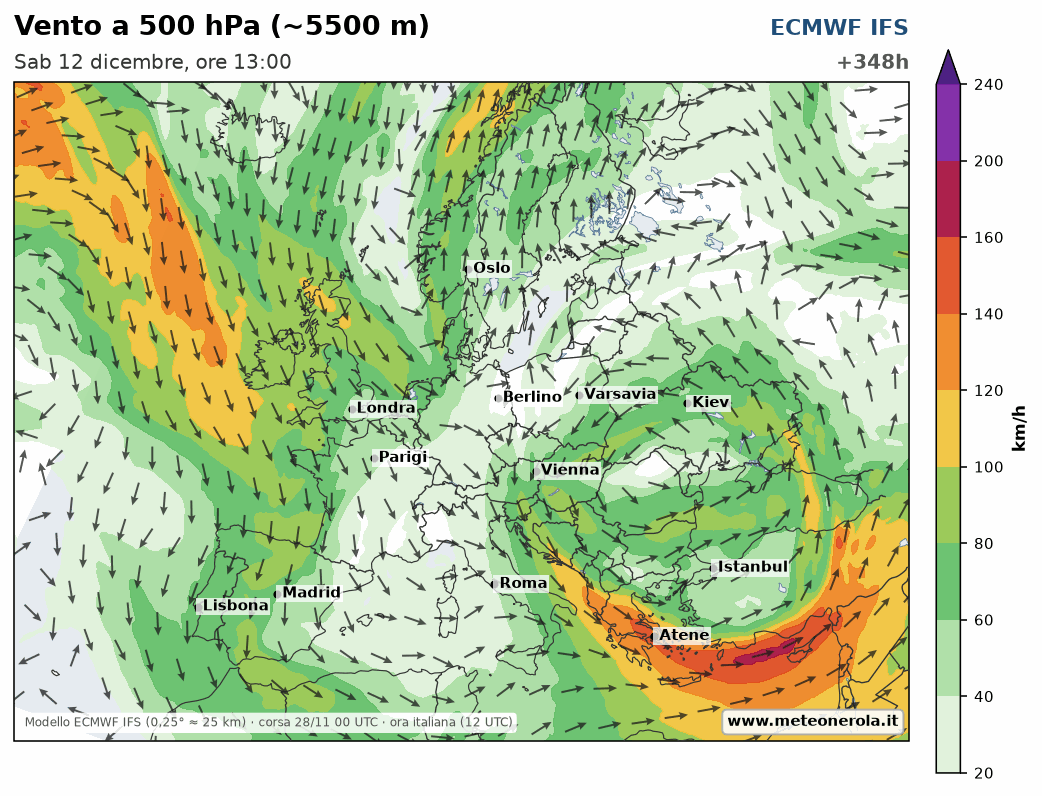 Vento a 500 hPa (~5500 m)
ECMWF IFS
Sab 12 dicembre, ore 13:00
+348h
240
200
160
140
120
100
80
60
40
20
km/h
Oslo
Berlino
Varsavia
Kiev
Londra
Parigi
Vienna
Istanbul
Roma
Madrid
Lisbona
Atene
Modello ECMWF IFS (0,25° ≈ 25 km) · corsa 28/11 00 UTC · ora italiana (12 UTC)
www.meteonerola.it